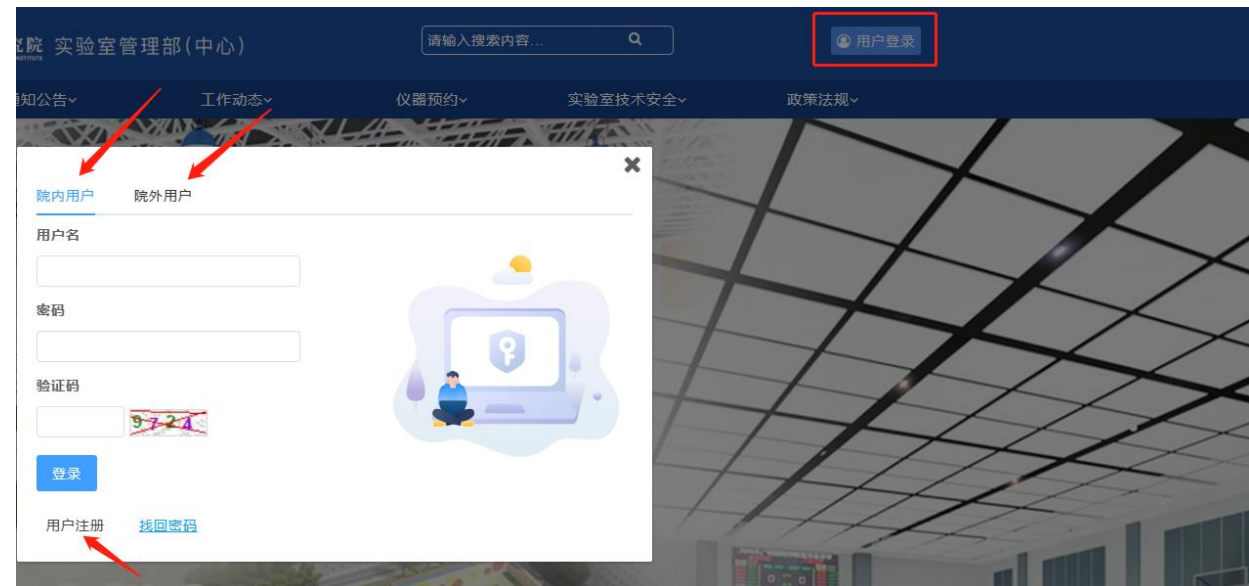 院 实验室管理部(中心)
请输入搜索内容...
用户登录
知公告
工作动态
仪器预约
实验室技术安全
政策法规
院内用户
院外用户
用户名
密码
验证码
9724
登录
用户注册
找回密码